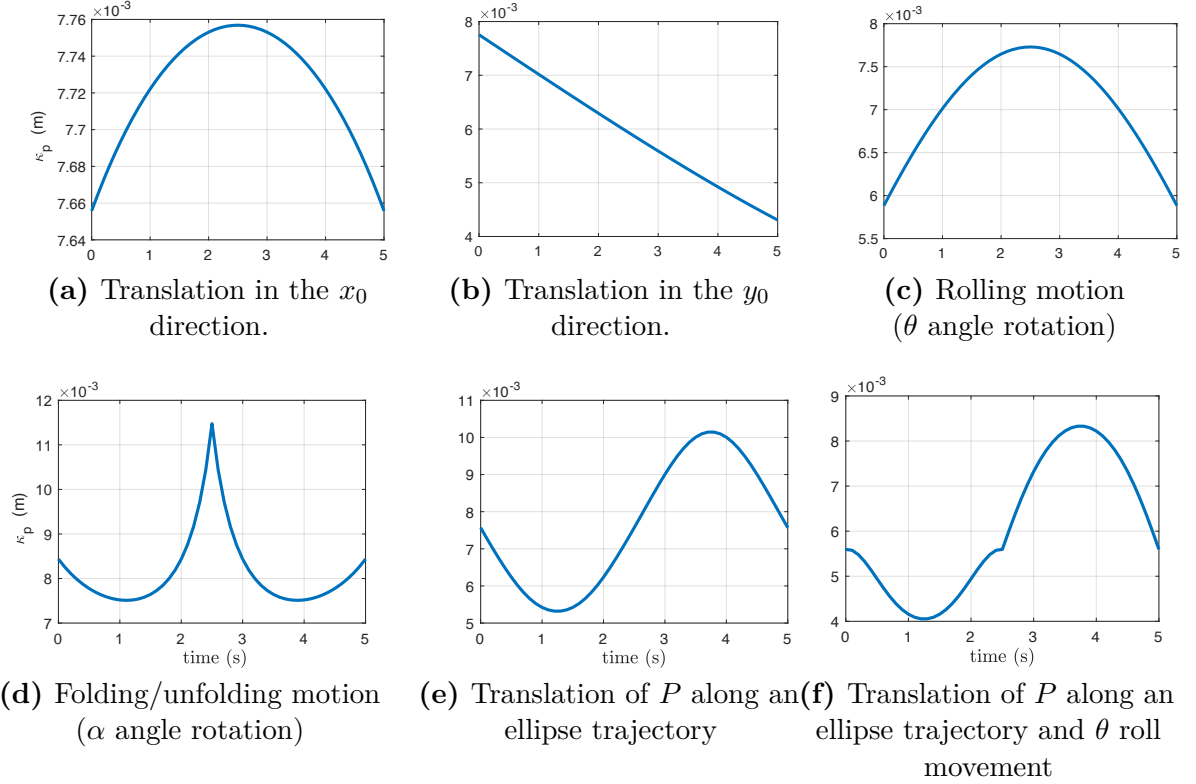 ×10⁻³
7.76
7.74
7.72
7.7
7.68
7.66
7.64
κp (m)
0 1 2 3 4 5
(a) Translation in the x₀
direction.
×10⁻³
8
7
6
5
4
0 1 2 3 4 5
(b) Translation in the y₀
direction.
×10⁻³
8
7.5
7
6.5
6
5.5
0 1 2 3 4 5
(c) Rolling motion
(θ angle rotation)
×10⁻³
12
11
10
9
8
7
κp (m)
0 1 2 3 4 5
time (s)
(d) Folding/unfolding motion
(α angle rotation)
×10⁻³
11
10
9
8
7
6
5
0 1 2 3 4 5
time (s)
(e) Translation of P along an
ellipse trajectory
×10⁻³
9
8
7
6
5
4
0 1 2 3 4 5
time (s)
(f) Translation of P along an
ellipse trajectory and θ roll
movement